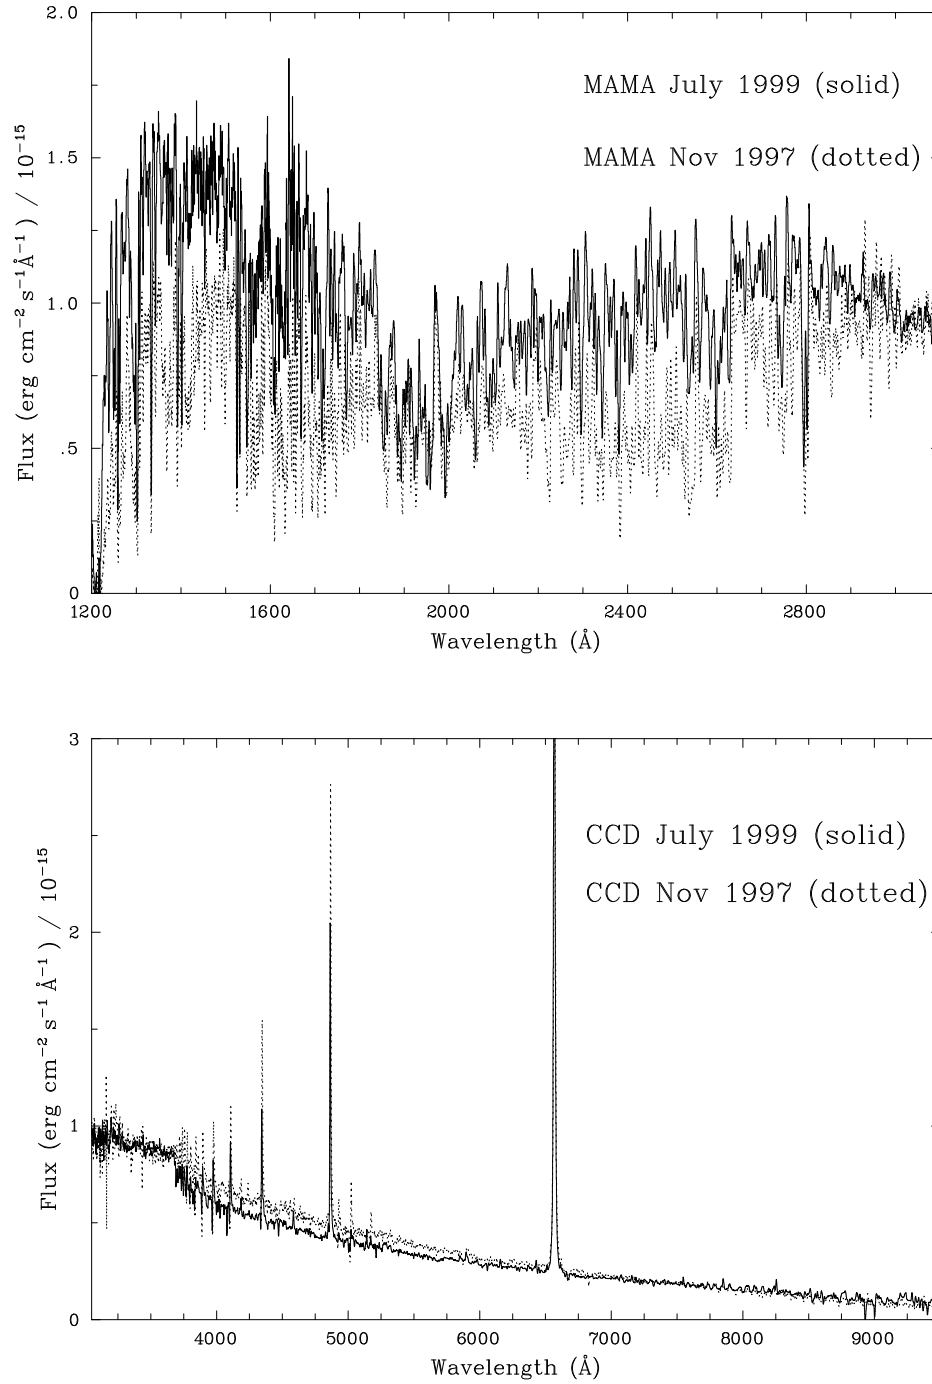 2.0
MAMA July 1999 (solid)
MAMA Nov 1997 (dotted)
1.5
1.0
.5
0
Flux (erg cm−2 s−1 Å−1) / 10−15
1200 1600 2000 2400 2800
Wavelength (Å)
3
CCD July 1999 (solid)
CCD Nov 1997 (dotted)
2
1
0
Flux (erg cm−2 s−1 Å−1) / 10−15
4000 5000 6000 7000 8000 9000
Wavelength (Å)